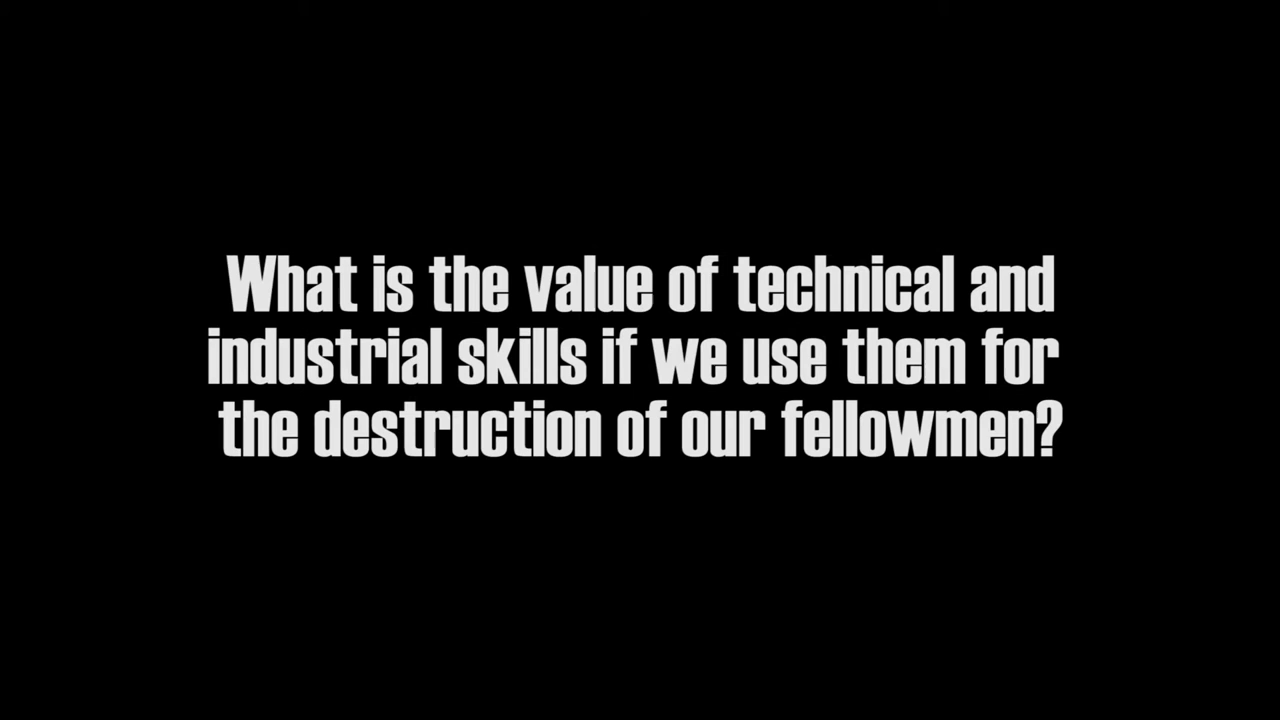 What is the value of technical and
industrial skills if we use them for
the destruction of our fellowmen?